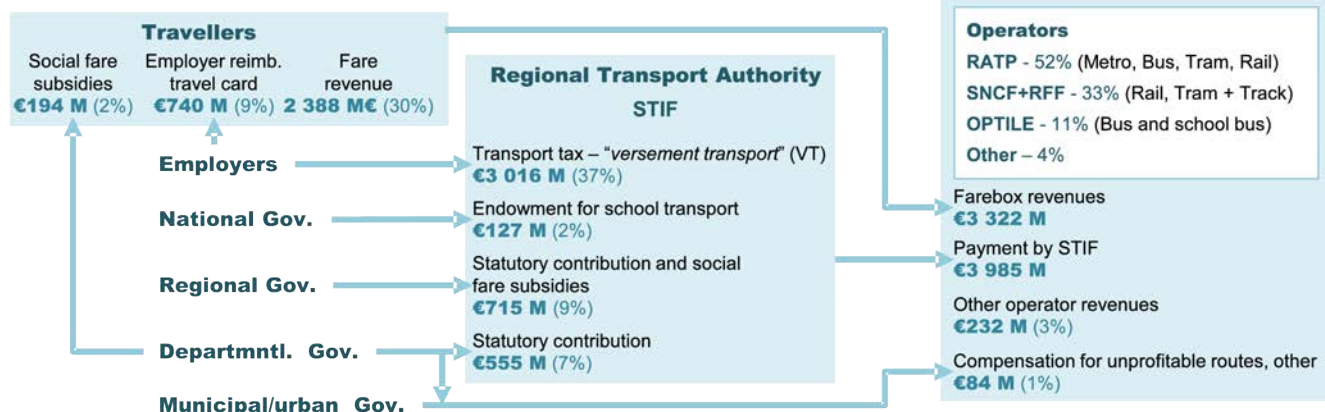 Travellers
Social fare
subsidies
€194 M (2%)
Employer reimb.
travel card
€740 M (9%)
Fare
revenue
2 388 M€ (30%)
Employers
National Gov.
Regional Gov.
Departmntl. Gov.
Municipal/urban Gov.
Regional Transport Authority
STIF
Transport tax – “versement transport” (VT)
€3 016 M (37%)
Endowment for school transport
€127 M (2%)
Statutory contribution and social
fare subsidies
€715 M (9%)
Statutory contribution
€555 M (7%)
Operators
RATP - 52% (Metro, Bus, Tram, Rail)
SNCF+RFF - 33% (Rail, Tram + Track)
OPTILE - 11% (Bus and school bus)
Other – 4%
Farebox revenues
€3 322 M
Payment by STIF
€3 985 M
Other operator revenues
€232 M (3%)
Compensation for unprofitable routes, other
€84 M (1%)